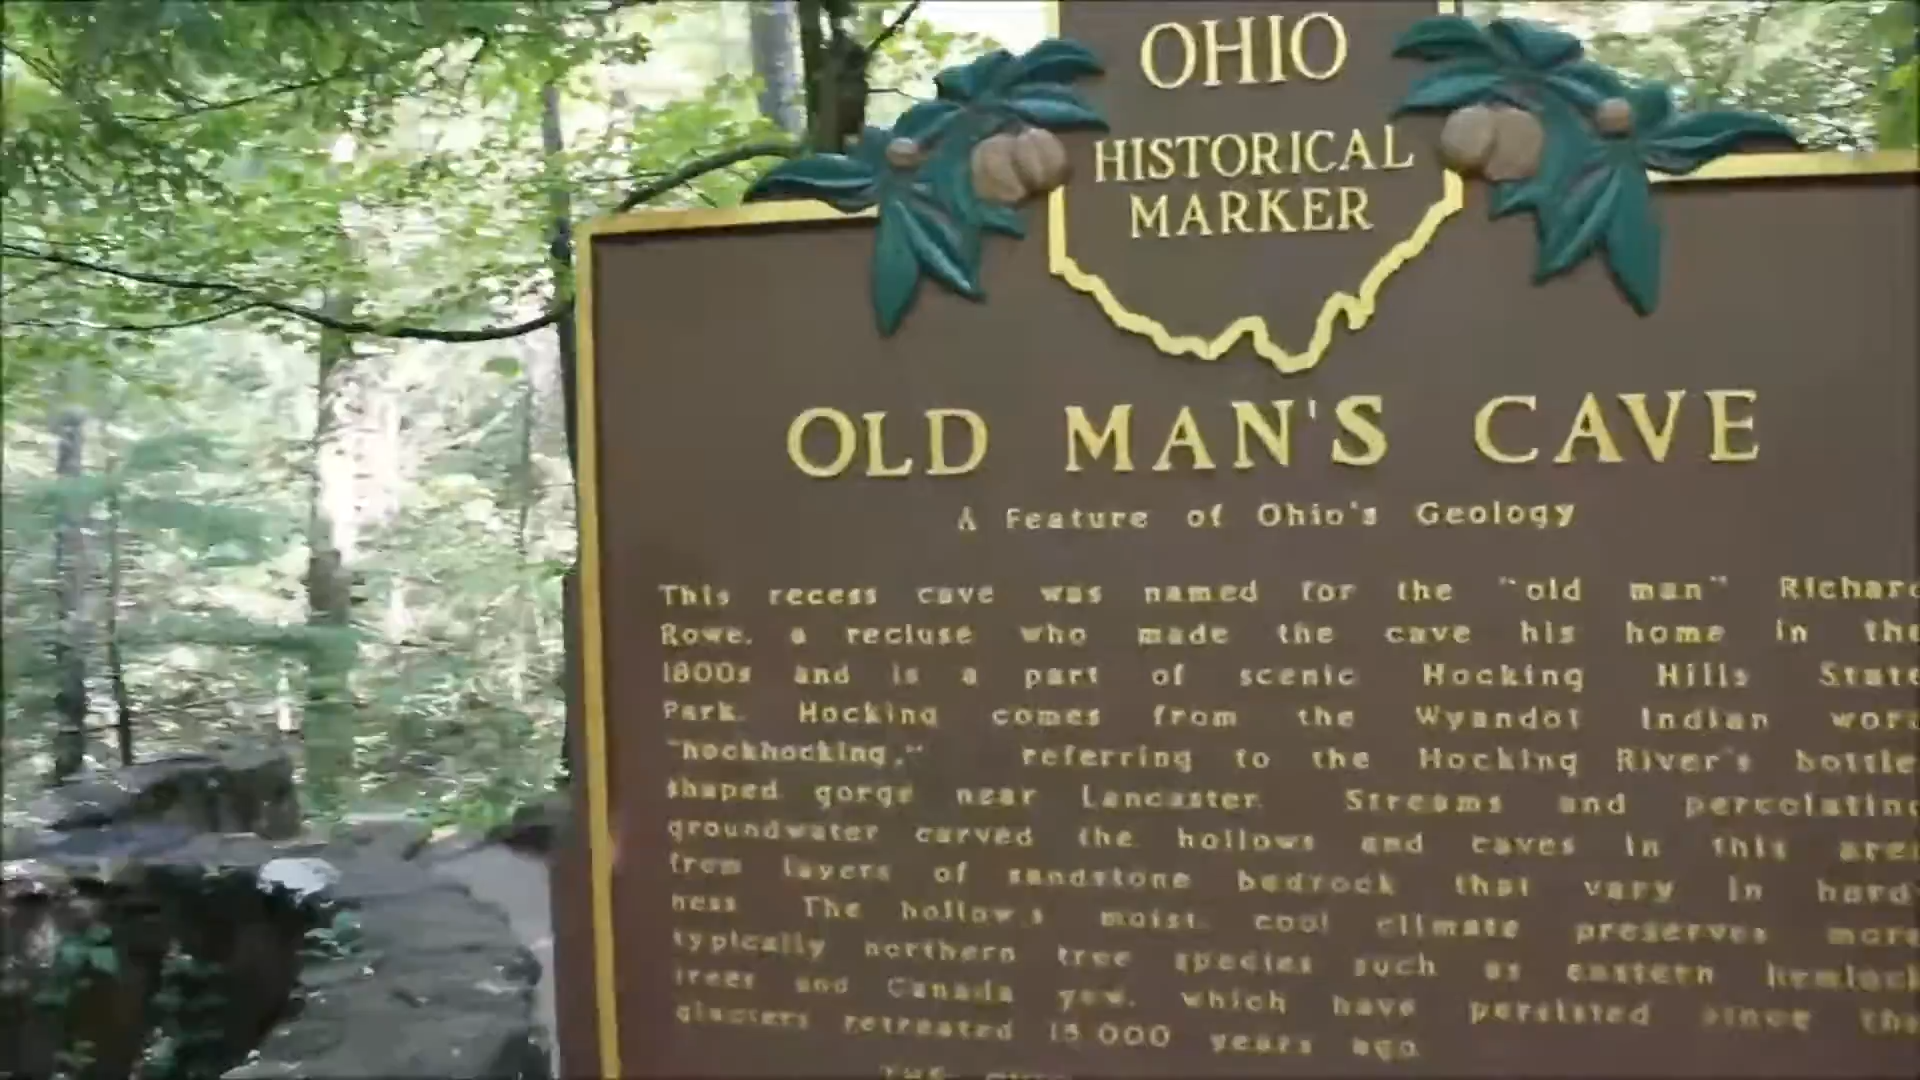 OHIO
HISTORICAL
MARKER
OLD MAN'S CAVE
A Feature of Ohio's Geology
This recess cave was named for the "old man" Richard
Rowe, a recluse who made the cave his home in the
1800s and is a part of scenic Hocking Hills State
Park. Hocking comes from the Wyandot Indian word
"hockhocking," referring to the Hocking River's bottle
shaped gorge near Lancaster. Streams and percolating
groundwater carved the hollows and caves in this area
from layers of sandstone bedrock that vary in hard-
ness. The hollow's moist, cool climate preserves more
typically northern tree species such as eastern hemlock
trees and Canada yew, which have persisted since the
glaciers retreated 15,000 years ago.
THE